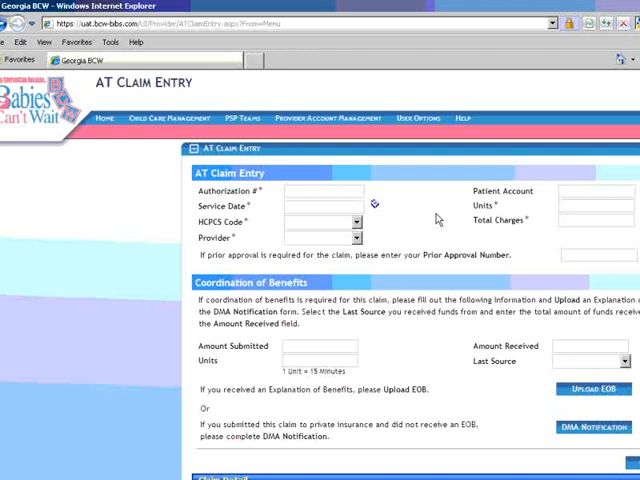 Georgia BCW - Windows Internet Explorer
https://uat.bcw-bbs.com/UI/Provider/ATClaimEntry.aspx?From=Menu
Edit View Favorites Tools Help
Favorites Georgia BCW
Babies Can't Wait
AT CLAIM ENTRY
HOME CHILD CARE MANAGEMENT PSP TEAMS PROVIDER ACCOUNT MANAGEMENT USER OPTIONS HELP
AT CLAIM ENTRY
AT Claim Entry
Authorization #* Patient Account
Service Date* Units*
HCPCS Code* Total Charges*
Provider*
If prior approval is required for the claim, please enter your Prior Approval Number.
Coordination of Benefits
If coordination of benefits is required for this claim, please fill out the following information and Upload an Explanation o
the DMA Notification form. Select the Last Source you received funds from and enter the total amount of funds receive
the Amount Received field.
Amount Submitted Amount Received
Units Last Source
1 Unit = 15 Minutes
If you received an Explanation of Benefits, please Upload EOB. UPLOAD EOB
Or
If you submitted this claim to private insurance and did not receive an EOB, DMA NOTIFICATION
please complete DMA Notification.
Claim Detail